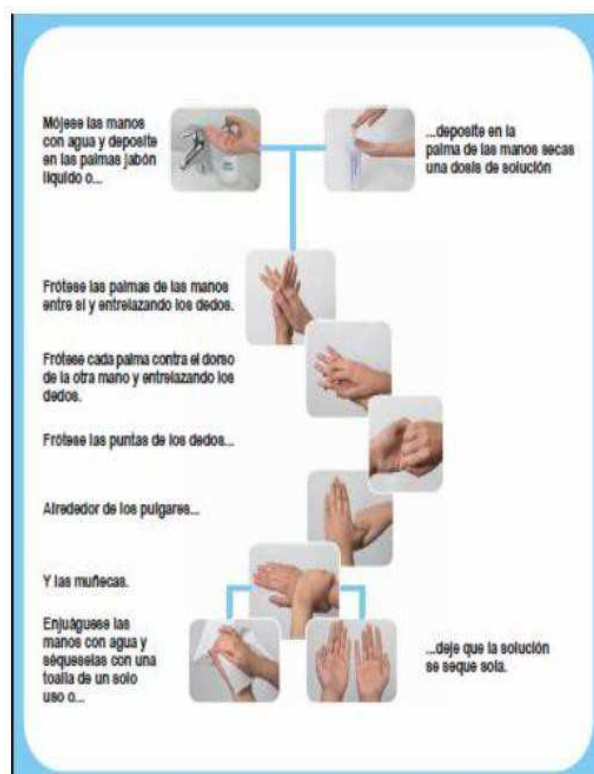 Mójese las manos
con agua y deposite
en las palmas jabón
líquido o...
...deposite en la
palma de las manos secas
una dosis de solución
Frótese las palmas de las manos
entre sí y entrelazando los dedos.
Frótese cada palma contra el dorso
de la otra mano y entrelazando los
dedos.
Frótese las puntas de los dedos...
Alrededor de los pulgares...
Y las muñecas.
Enjuáguese las
manos con agua y
séqueselas con una
toalla de un solo
uso o...
...deje que la solución
se seque sola.